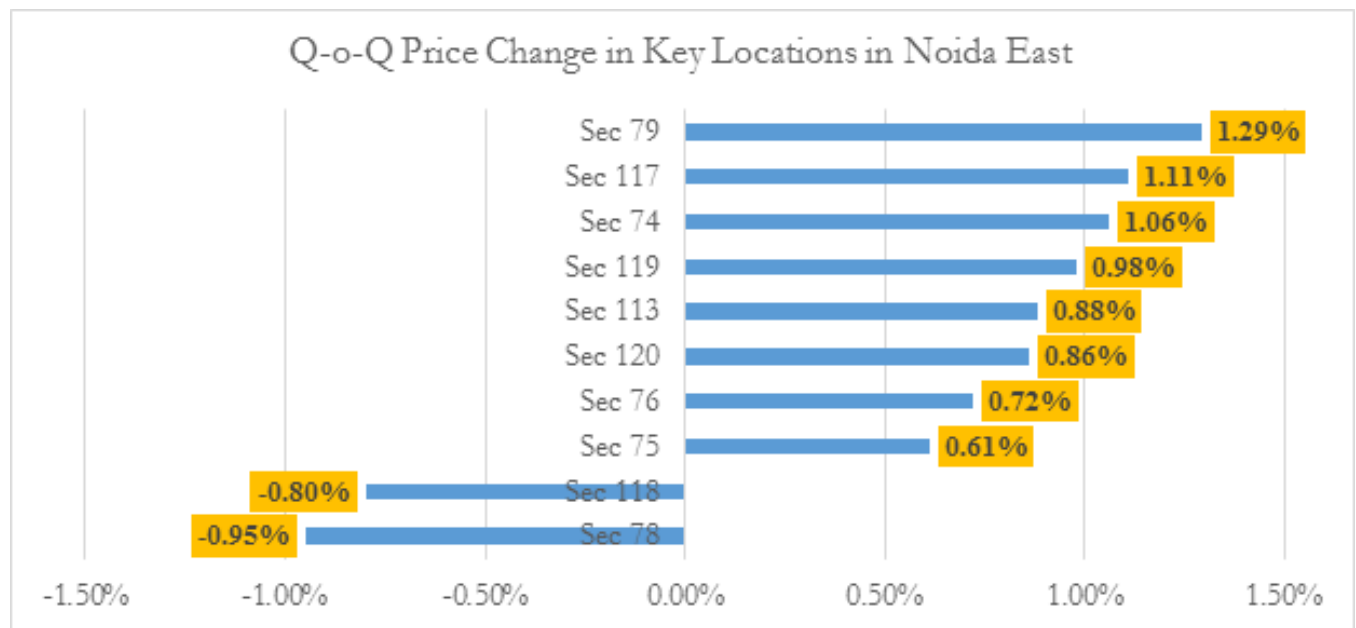 Q-o-Q Price Change in Key Locations in Noida East
Sec 79 1.29%
Sec 117 1.11%
Sec 74 1.06%
Sec 119 0.98%
Sec 113 0.88%
Sec 120 0.86%
Sec 76 0.72%
Sec 75 0.61%
-0.80% Sec 118
-0.95% Sec 78
-1.50% -1.00% -0.50% 0.00% 0.50% 1.00% 1.50%